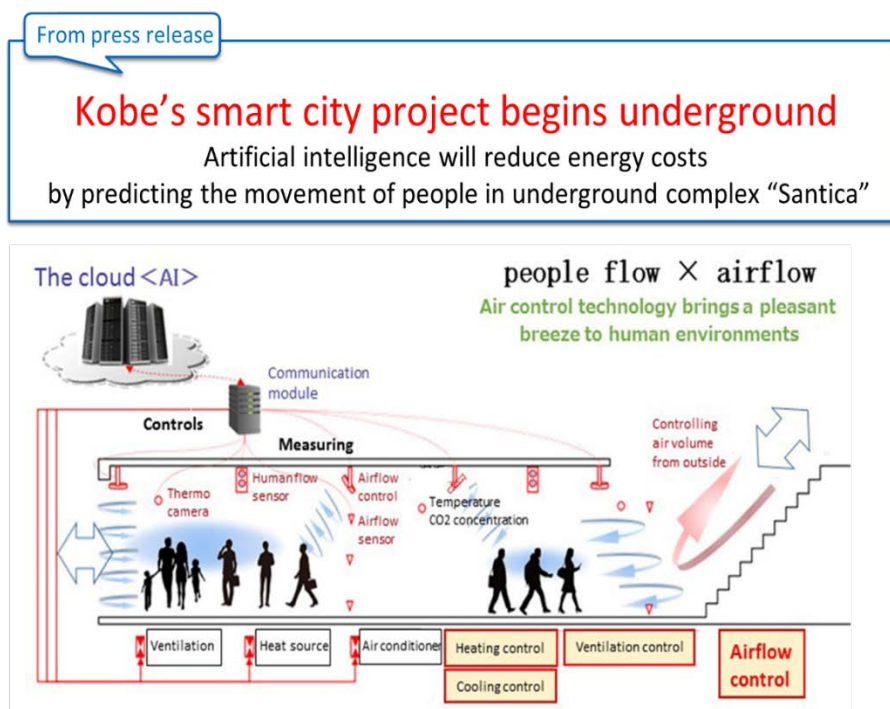 From press release
Kobe's smart city project begins underground
Artificial intelligence will reduce energy costs
by predicting the movement of people in underground complex “Santica”
The cloud <AI>
people flow × airflow
Air control technology brings a pleasant
breeze to human environments
Communication
module
Controls
Measuring
Controlling
air volume
from outside
Thermo
camera
Humanflow
sensor
Airflow
control
Airflow
sensor
Temperature
CO2 concentration
Ventilation
Heat source
Air conditioner
Heating control
Ventilation control
Airflow
control
Cooling control